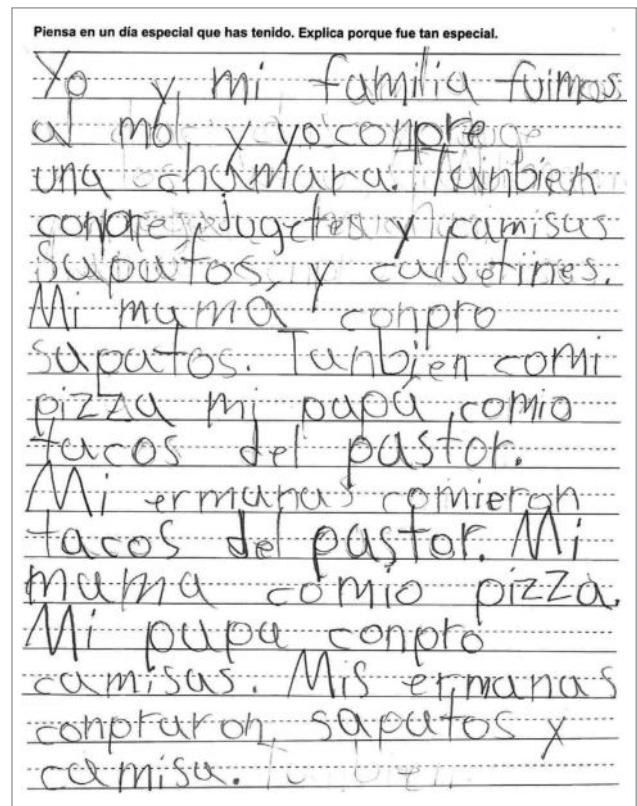 Piensa en un día especial que has tenido. Explica porque fue tan especial.
Yo y mi familia fuimos
al mol y yo conpre
una chamara. Tanbien
conpre jugetes y camisas
sapatos y calsetines.
Mi mamá conpro
sapatos. Tanbien comi
pizza mi papá comio
tacos del pastor.
Mi ermanas comieron
tacos del pastor. Mi
mama comio pizza.
Mi papa conpro
camisas. Mis ermanas
conpraron sapatos y
camisa.